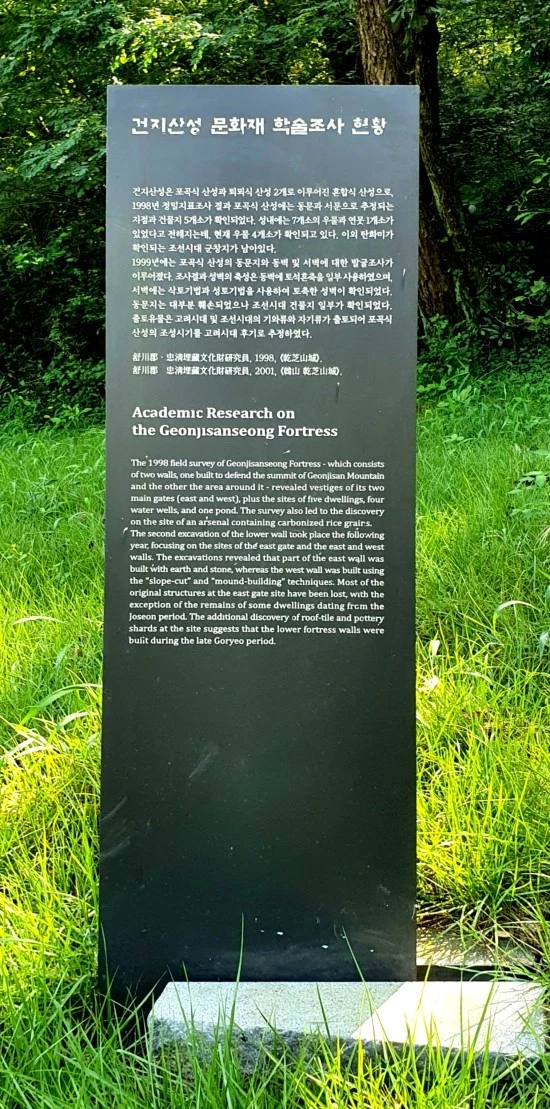 건지산성 문화재 학술조사 현황
건지산성은 포곡식 산성과 퇴뫼식 산성 2개로 이루어진 혼합식 산성으로,
1998년 정밀지표조사 결과 포곡식 산성에는 동문과 서문으로 추정되는
지점과 건물지 5개소가 확인되었다. 성내에는 7개소의 우물과 연못 1개소가
있었다고 전해지는데, 현재 우물 4개소가 확인되고 있다. 이외 탄화미가
확인되는 조선시대 군창지가 남아있다.
1999년에는 포곡식 산성의 동문지와 동벽 및 서벽에 대한 발굴조사가
이루어졌다. 조사결과 성벽의 축성은 동벽에 토석혼축을 일부 사용하였으며,
서벽에는 삭토기법과 성토기법을 사용하여 토축한 성벽이 확인되었다.
동문지는 대부분 훼손되었으나 조선시대 건물지 일부가 확인되었다.
출토유물은 고려시대 및 조선시대의 기와류와 자기류가 출토되어 포곡식
산성의 조성시기를 고려시대 후기로 추정하였다.
舒川郡·忠淸埋藏文化財硏究員, 1998, 《乾芝山城》.
舒川郡 忠淸埋藏文化財硏究員, 2001, 《韓山 乾芝山城》.
Academic Research on
the Geonjisanseong Fortress
The 1998 field survey of Geonjisanseong Fortress - which consists
of two walls, one built to defend the summit of Geonjisan Mountain
and the other the area around it - revealed vestiges of its two
main gates (east and west), plus the sites of five dwellings, four
water wells, and one pond. The survey also led to the discovery
on the site of an arsenal containing carbonized rice grains.
The second excavation of the lower wall took place the following
year, focusing on the sites of the east gate and the east and west
walls. The excavations revealed that part of the east wall was
built with earth and stone, whereas the west wall was built using
the “slope-cut” and “mound-building” techniques. Most of the
original structures at the east gate site have been lost, with the
exception of the remains of some dwellings dating from the
Joseon period. The additional discovery of roof-tile and pottery
shards at the site suggests that the lower fortress walls were
built during the late Goryeo period.